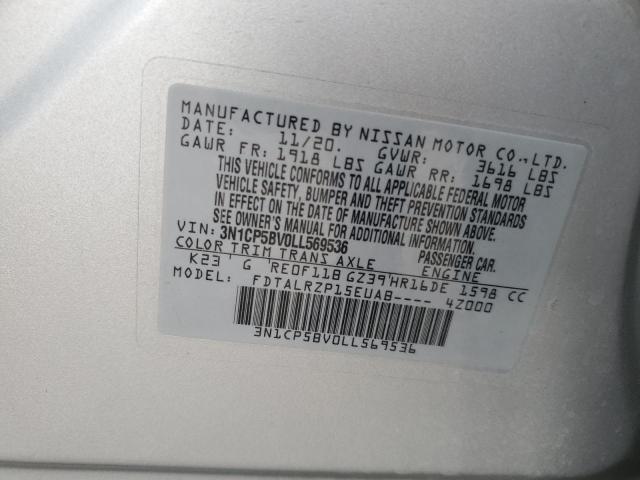 MANUFACTURED BY NISSAN MOTOR CO.,LTD.
DATE: 11/20. GVWR: 3616 LBS
GAWR FR: 1918 LBS GAWR RR: 1698 LBS
THIS VEHICLE CONFORMS TO ALL APPLICABLE FEDERAL MOTOR
VEHICLE SAFETY, BUMPER AND THEFT PREVENTION STANDARDS
IN EFFECT ON THE DATE OF MANUFACTURE SHOWN ABOVE.
SEE OWNER'S MANUAL FOR ADDITIONAL INFORMATION.
VIN: 3N1CP5BV0LL569536 PASSENGER CAR.
COLOR TRIM TRANS AXLE ENGINE
K23 ' G RE0F11B GZ39'HR16DE 1598 CC
MODEL: FDTALRZP15EUAB---- 4Z000
3N1CP5BV0LL569536